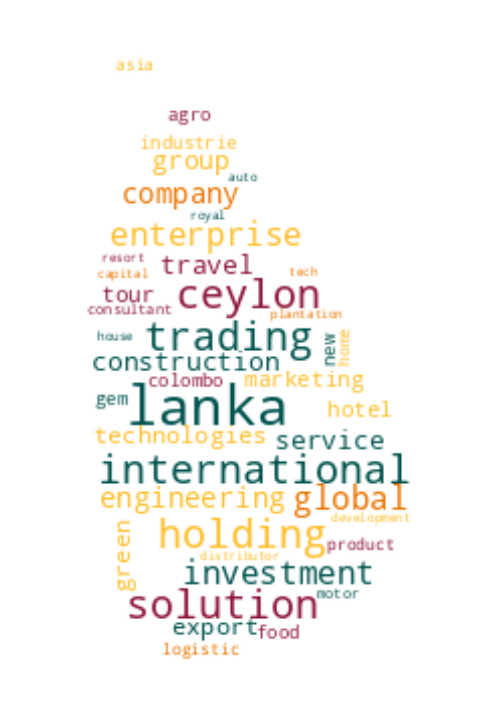 asia
agro
industrie
group
auto
company
royal
enterprise
resort
travel
capital
tech
tour
ceylon
consultant
plantation
house
trading
new
home
construction
colombo
marketing
gem
lanka
hotel
technologies
service
international
engineering
global
development
green
holding
product
distributor
investment
motor
solution
export
food
logistic